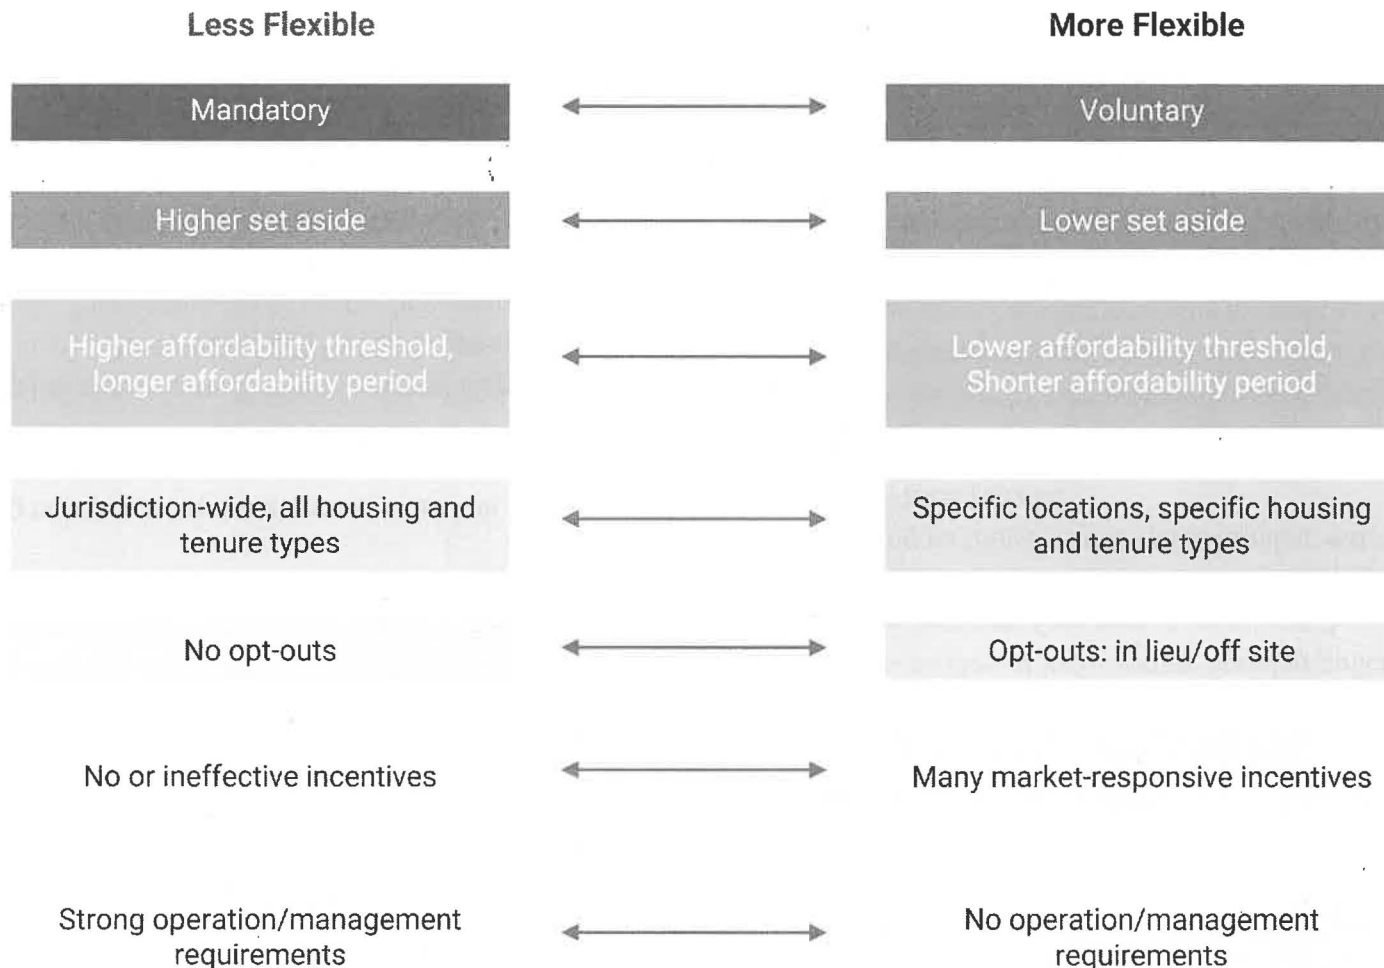 Less Flexible
More Flexible
Mandatory
Voluntary
Higher set aside
Lower set aside
Higher affordability threshold,
longer affordability period
Lower affordability threshold,
Shorter affordability period
Jurisdiction-wide, all housing and
tenure types
Specific locations, specific housing
and tenure types
No opt-outs
Opt-outs: in lieu/off site
No or ineffective incentives
Many market-responsive incentives
Strong operation/management
requirements
No operation/management
requirements